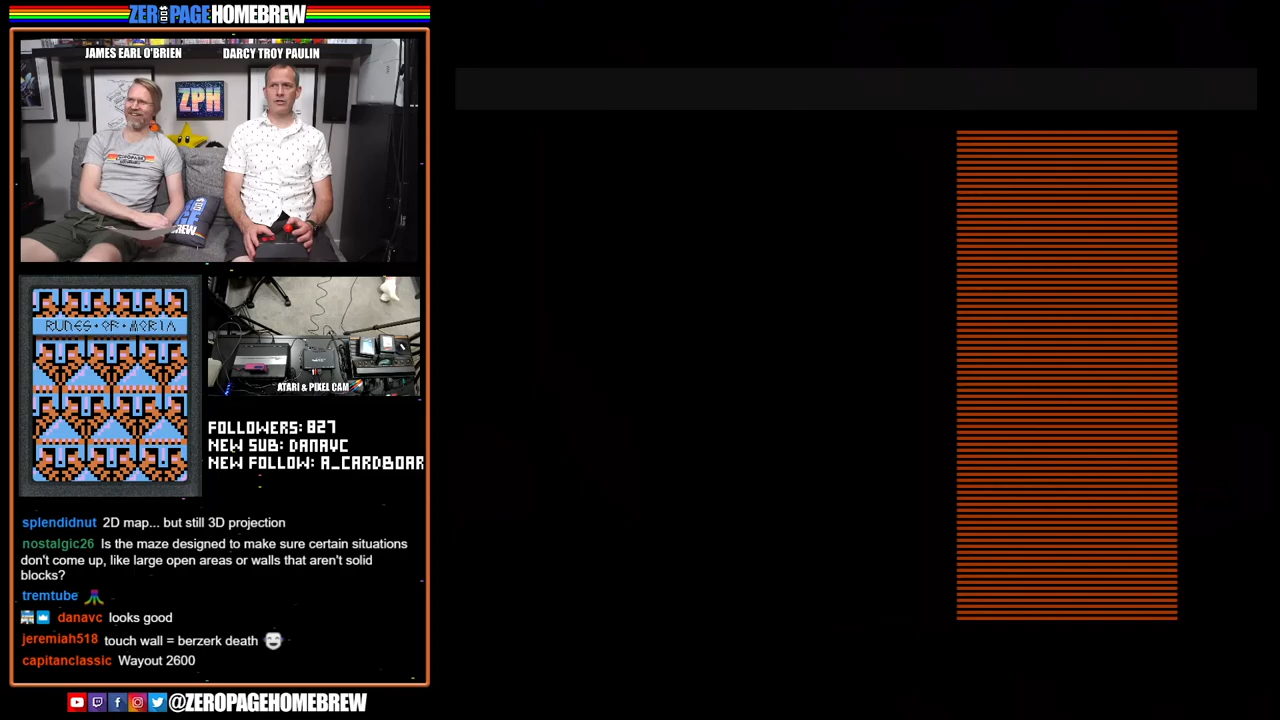 ZEROPAGEHOMEBREW
JAMES EARL O'BRIEN
DARCY TROY PAULIN
ZPH
RUNES•OF•MORIA
ATARI & PIXEL CAM
FOLLOWERS: 827
NEW SUB: DANAVC
NEW FOLLOW: A_CARDBOAR
splendidnut 2D map... but still 3D projection
nostalgic26 Is the maze designed to make sure certain situations
don't come up, like large open areas or walls that aren't solid
blocks?
tremtube
danavc looks good
jeremiah518 touch wall = berzerk death
capitanclassic Wayout 2600
@ZEROPAGEHOMEBREW